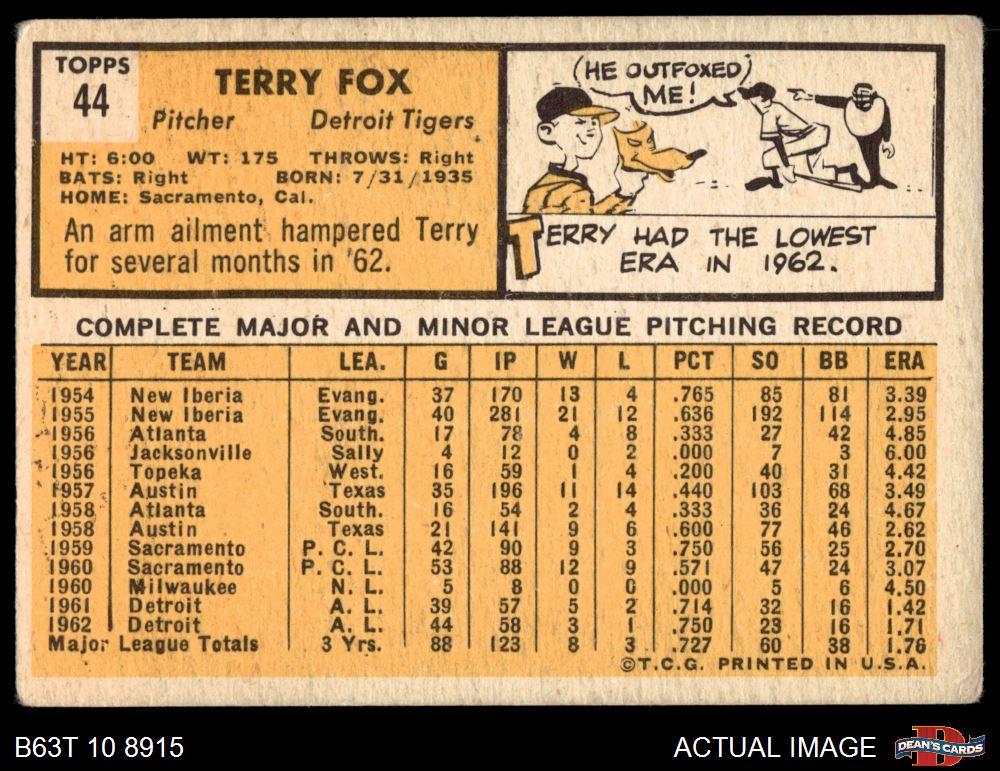 TOPPS
44
TERRY FOX
Pitcher Detroit Tigers
HT: 6:00 WT: 175 THROWS: Right
BATS: Right BORN: 7/31/1935
HOME: Sacramento, Cal.
An arm ailment hampered Terry
for several months in '62.
(HE OUTFOXED)
ME!
TERRY HAD THE LOWEST
ERA IN 1962.
COMPLETE MAJOR AND MINOR LEAGUE PITCHING RECORD
YEAR TEAM LEA. G IP W L PCT SO BB ERA
1954 New Iberia Evang. 37 170 13 4 .765 85 81 3.39
1955 New Iberia Evang. 40 281 21 12 .636 192 114 2.95
1956 Atlanta South. 17 78 4 8 .333 27 42 4.85
1956 Jacksonville Sally 4 12 0 2 .000 7 3 6.00
1956 Topeka West. 16 59 1 4 .200 40 31 4.42
1957 Austin Texas 35 196 11 14 .440 103 68 3.49
1958 Atlanta South. 16 54 2 4 .333 36 24 4.67
1958 Austin Texas 21 141 9 6 .600 77 46 2.62
1959 Sacramento P. C. L. 42 90 9 3 .750 56 25 2.70
1960 Sacramento P. C. L. 53 88 12 9 .571 47 24 3.07
1960 Milwaukee N. L. 5 8 0 0 .000 5 6 4.50
1961 Detroit A. L. 39 57 5 2 .714 32 16 1.42
1962 Detroit A. L. 44 58 3 1 .750 23 16 1.71
Major League Totals 3 Yrs. 88 123 8 3 .727 60 38 1.76
©T.C.G. PRINTED IN U.S.A.
B63T 10 8915 ACTUAL IMAGE DEAN'S CARDS